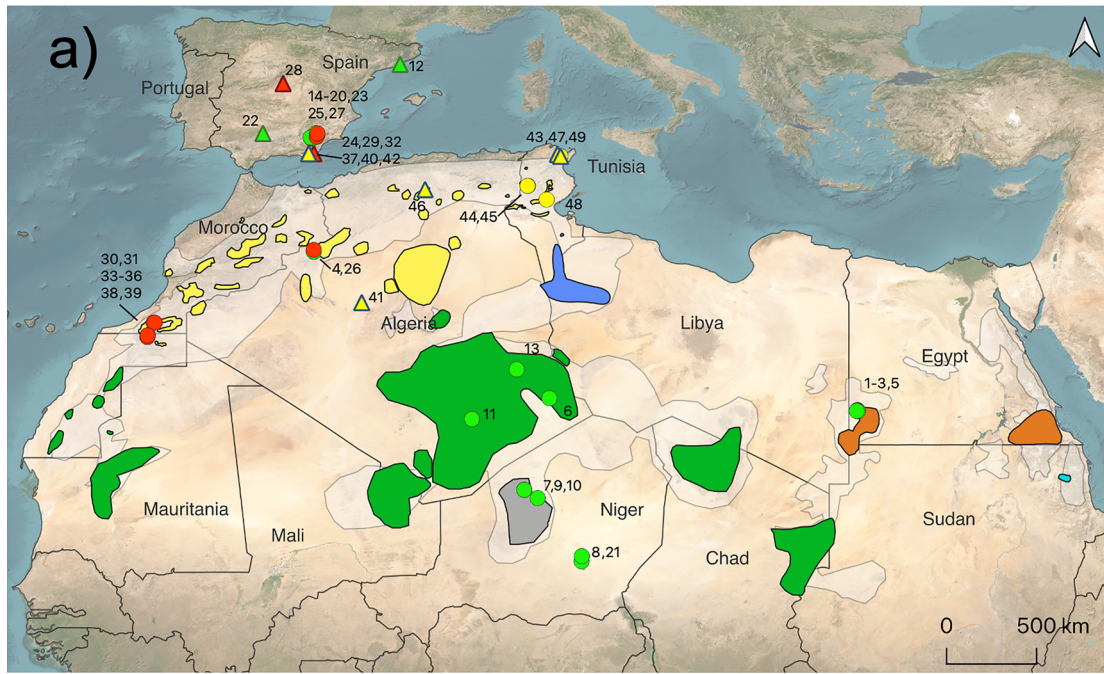 a)
Spain
12
28
Portugal
14-20,23
25,27
22
24,29,32
37,40,42
43,47,49
Tunisia
46
44,45
48
Morocco
30,31
33-36
38,39
4,26
41
Algeria
Libya
Egypt
13
1-3,5
6
11
7,9,10
Mauritania
Niger
Mali
Sudan
8,21
Chad
0 500 km